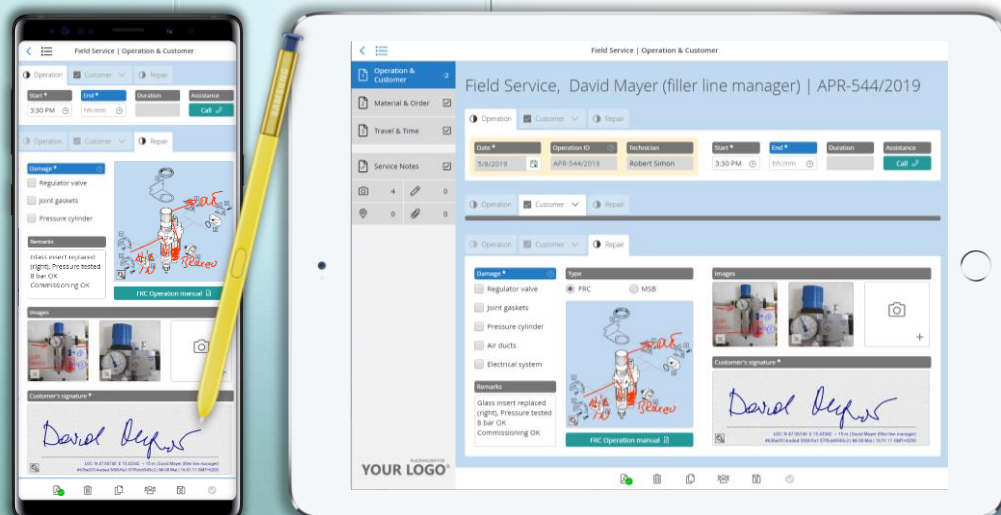 Field Service | Operation & Customer
Operation
Customer
Repair
Start *
End *
Duration
Assistance
3:30 PM
hh:mm
Call
Operation
Customer
Repair
Damage *
Regulator valve
Joint gaskets
Pressure cylinder
Remarks
Glass insert replaced
(right), Pressure tested
8 bar OK
Commissioning OK
FRC Operation manual
Images
Customer's signature *
SAMSUNG
Field Service | Operation & Customer
Operation &
Customer
-2
Material & Order
Travel & Time
Service Notes
4
0
0
0
PLACEHOLDER FOR
YOUR LOGO®
Field Service, David Mayer (filler line manager) | APR-544/2019
Operation
Customer
Repair
Date *
Operation ID
Technician
Start *
End *
Duration
Assistance
5/8/2019
APR-544/2019
Robert Simon
3:30 PM
hh:mm
Call
Operation
Customer
Repair
Operation
Customer
Repair
Damage *
Regulator valve
Joint gaskets
Pressure cylinder
Air ducts
Electrical system
Remarks
Glass insert replaced
(right), Pressure tested
8 bar OK
Commissioning OK
Type
FRC
MSB
FRC Operation manual
Images
Customer's signature *